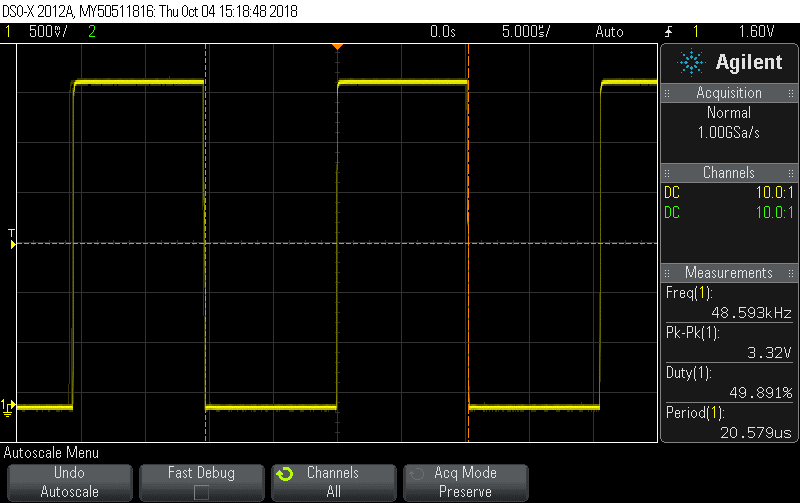 DSO-X 2012A, MY50511816: Thu Oct 04 15:18:48 2018
1 500mV/ 2 0.0s 5.000us/ Auto 1 1.60V
Agilent
Acquisition
Normal
1.00GSa/s
Channels
DC 10.0:1
DC 10.0:1
Measurements
Freq(1):
48.593kHz
Pk-Pk(1):
3.32V
Duty(1):
49.891%
Period(1):
20.579us
T
1
Autoscale Menu
Undo
Autoscale
Fast Debug
Channels
All
Acq Mode
Preserve